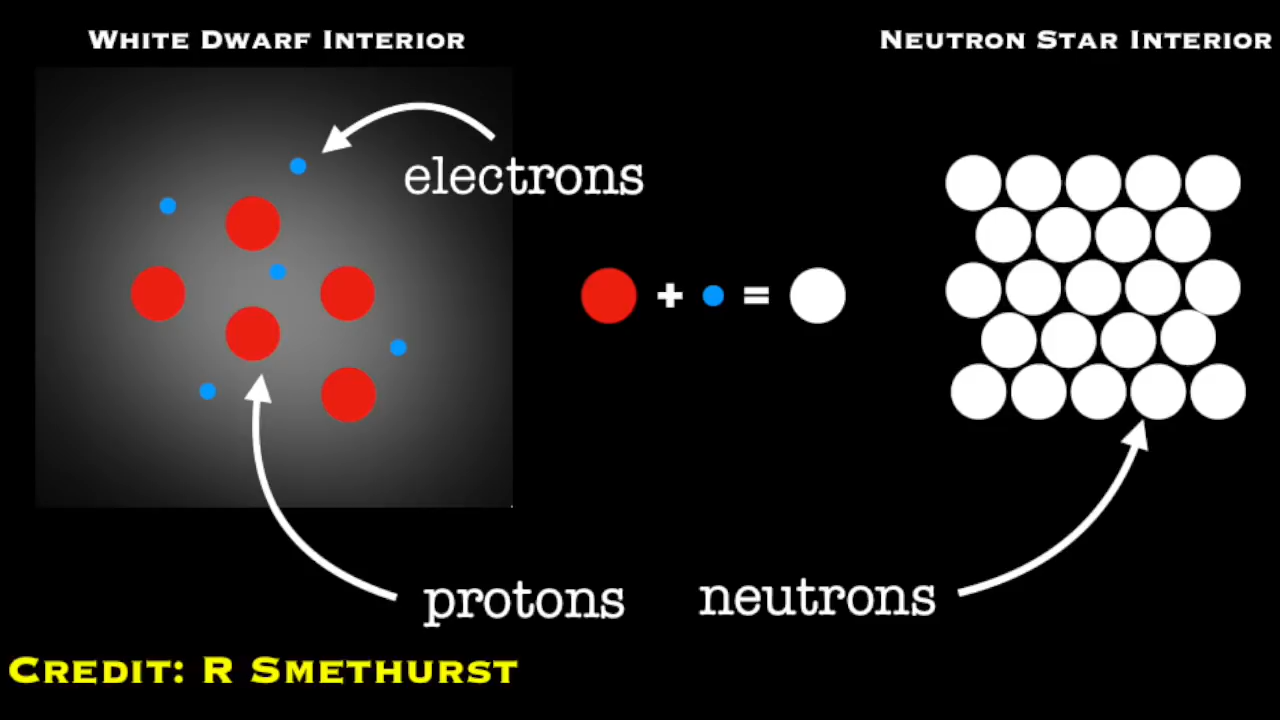 White Dwarf Interior
Neutron Star Interior
electrons
+ =
protons
neutrons
Credit: R Smethurst